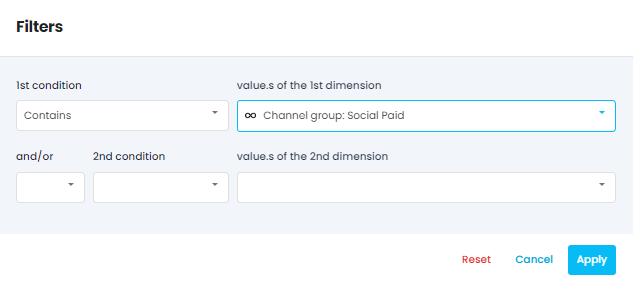 Filters
1st condition
value.s of the 1st dimension
Contains
Channel group: Social Paid
and/or
2nd condition
value.s of the 2nd dimension
Reset
Cancel
Apply